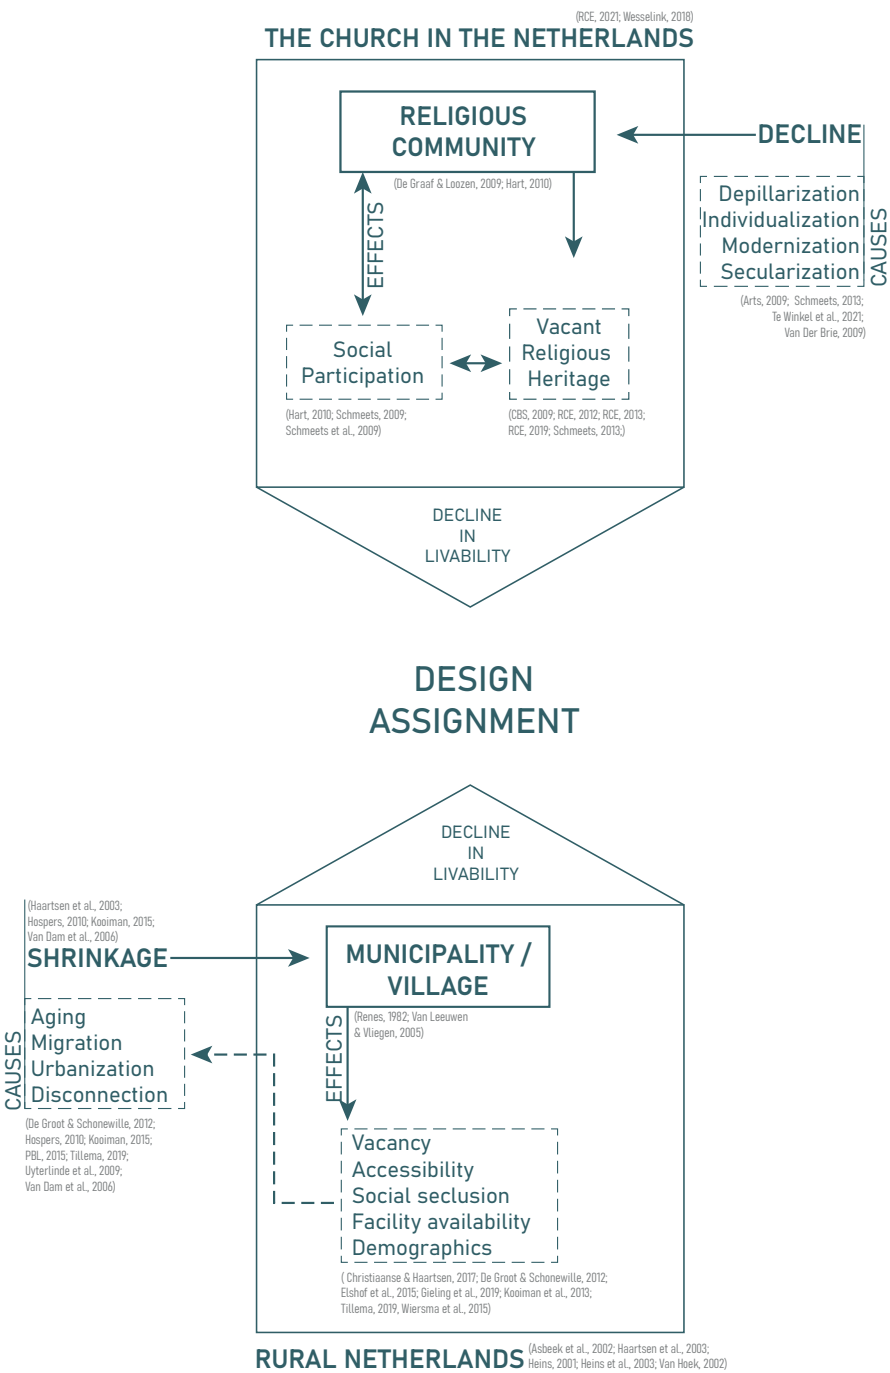 (RCE, 2021; Wesselink, 2018)
THE CHURCH IN THE NETHERLANDS
RELIGIOUS
COMMUNITY
(De Graaf & Loozen, 2009; Hart, 2010)
DECLINE
Depillarization
Individualization
Modernization
Secularization
CAUSES
(Arts, 2009; Schmeets, 2013;
Te Winkel et al., 2021;
Van Der Brie, 2009)
EFFECTS
Social
Participation
(Hart, 2010; Schmeets, 2009;
Schmeets et al., 2009)
Vacant
Religious
Heritage
(CBS, 2009; RCE, 2012; RCE, 2013;
RCE, 2019; Schmeets, 2013;)
DECLINE
IN
LIVABILITY
DESIGN
ASSIGNMENT
DECLINE
IN
LIVABILITY
(Haartsen et al., 2003;
Hospers, 2010; Kooiman, 2015;
Van Dam et al., 2006)
SHRINKAGE
MUNICIPALITY /
VILLAGE
(Renes, 1982; Van Leeuwen
& Vliegen, 2005)
CAUSES
Aging
Migration
Urbanization
Disconnection
(De Groot & Schonewille, 2012;
Hospers, 2010; Kooiman, 2015;
PBL, 2015; Tillema, 2019;
Uyterlinde et al., 2009;
Van Dam et al., 2006)
EFFECTS
Vacancy
Accessibility
Social seclusion
Facility availability
Demographics
( Christiaanse & Haartsen, 2017; De Groot & Schonewille, 2012;
Elshof et al., 2015; Gieling et al., 2019; Kooiman et al., 2013;
Tillema, 2019, Wiersma et al., 2015)
RURAL NETHERLANDS
(Asbeek et al., 2002; Haartsen et al., 2003;
Heins, 2001; Heins et al., 2003; Van Hoek, 2002)